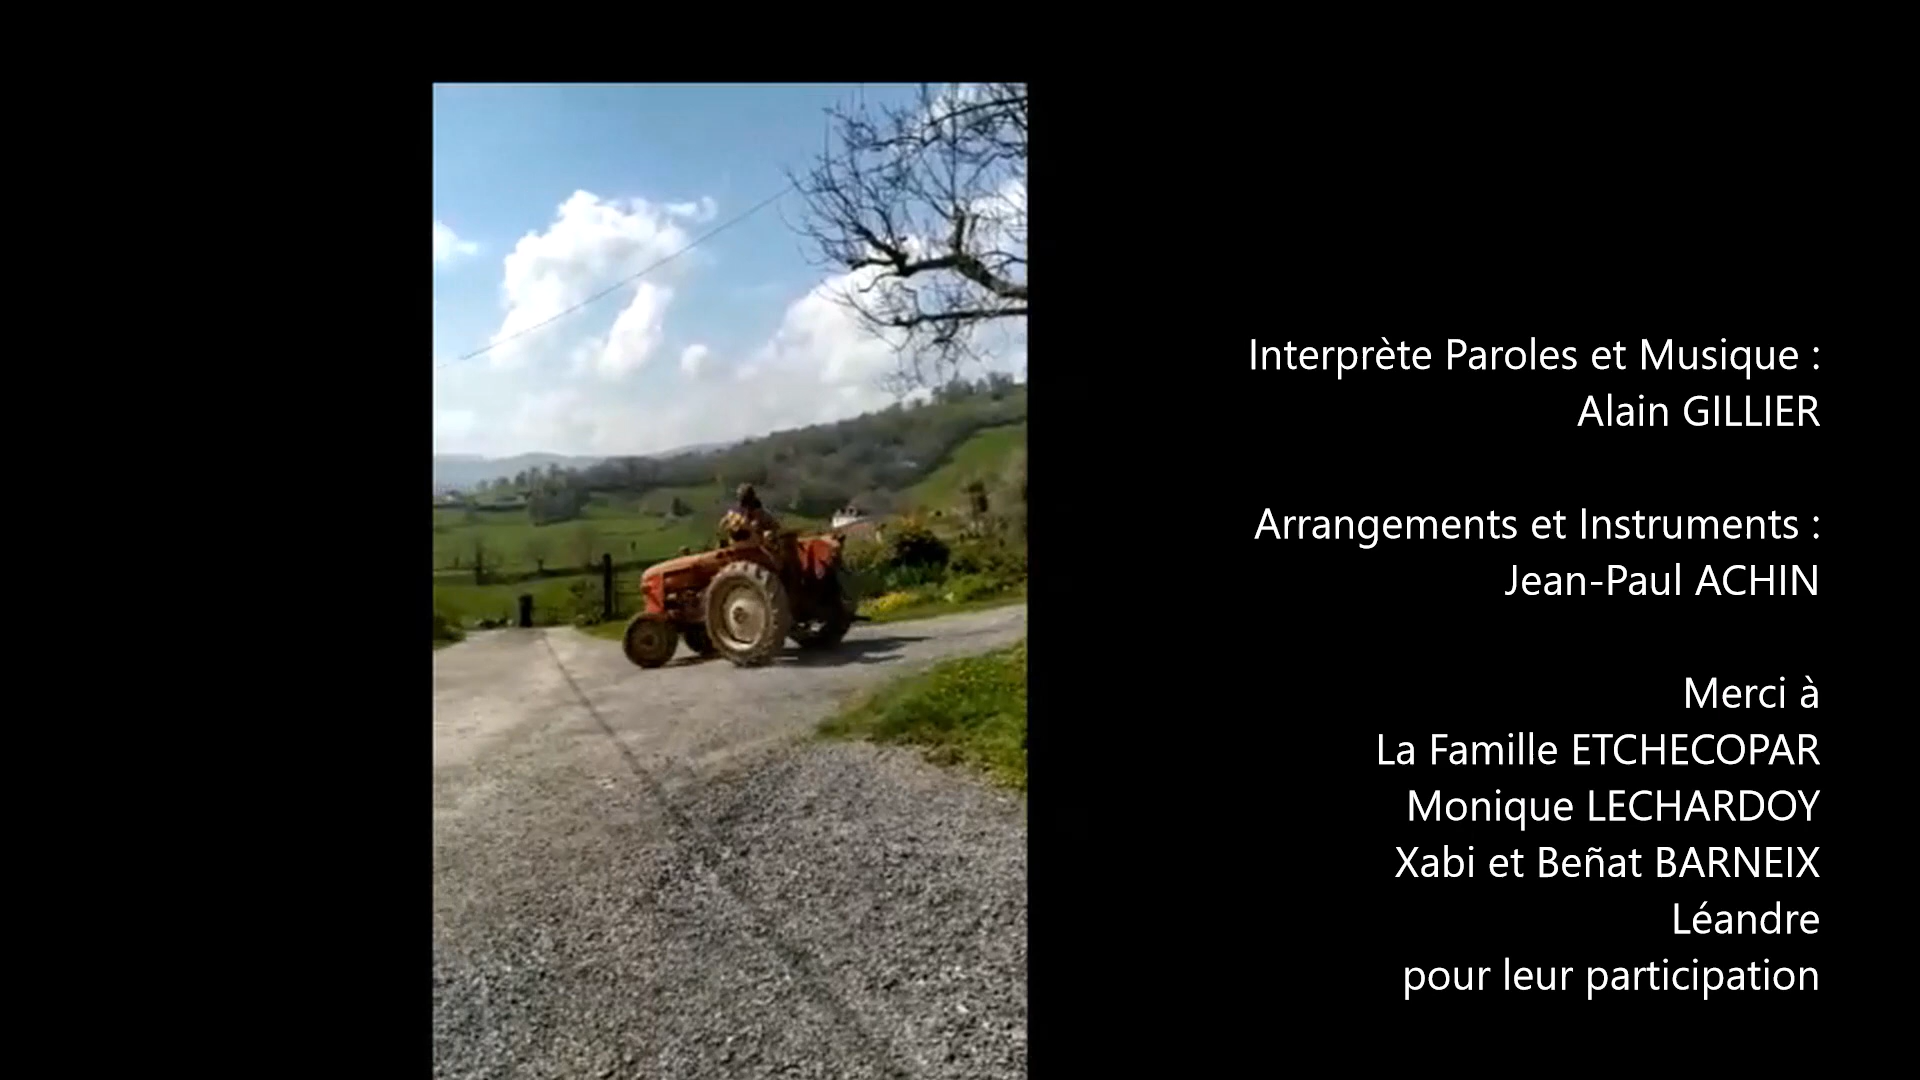 Interprète Paroles et Musique :
Alain GILLIER
Arrangements et Instruments :
Jean-Paul ACHIN
Merci à
La Famille ETCHECOPAR
Monique LECHARDOY
Xabi et Beñat BARNEIX
Léandre
pour leur participation